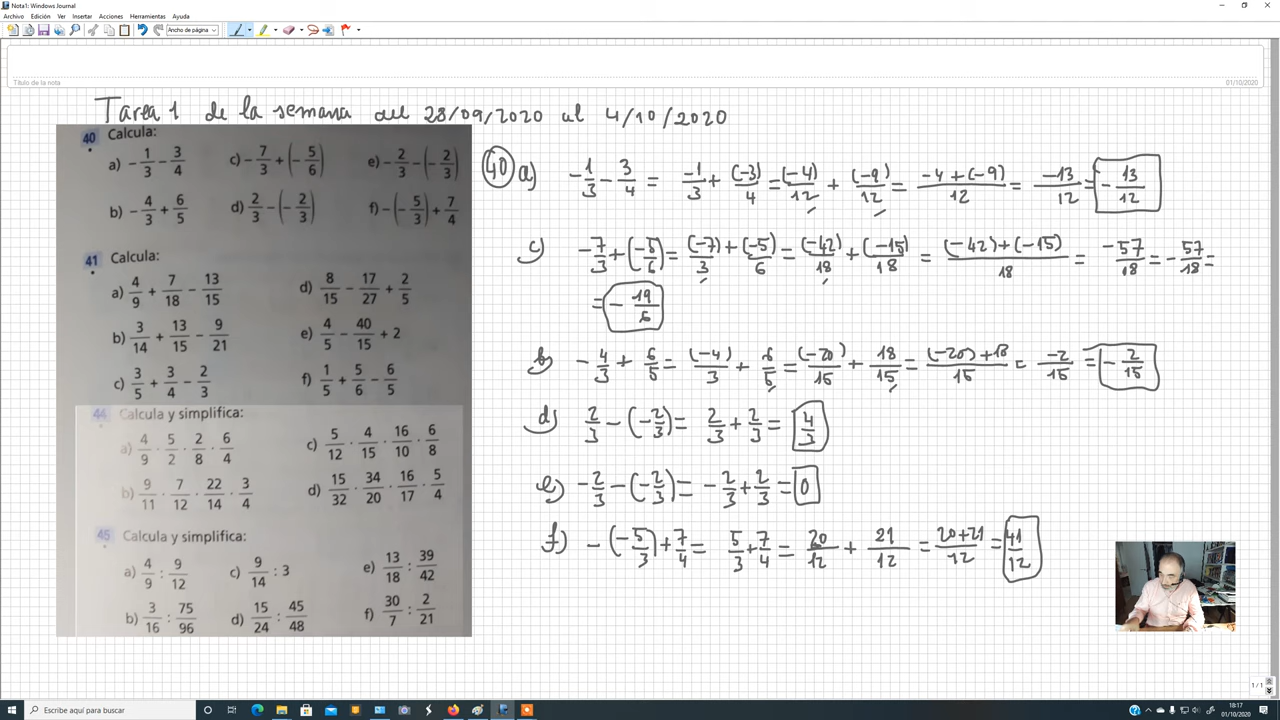 Nota1: Windows Journal
Archivo Edición Ver Insertar Acciones Herramientas Ayuda
Ancho de página
Título de la nota 01/10/2020
Tarea 1 de la semana del 28/09/2020 al 4/10/2020
40 Calcula:
a) -1/3 - 3/4 c) -7/3 + (-5/6) e) -2/3 - (-2/3)
b) -4/3 + 6/5 d) 2/3 - (-2/3) f) -(-5/3) + 7/4
41 Calcula:
a) 4/9 + 7/18 - 13/15 d) 8/15 - 17/27 + 2/5
b) 3/14 + 13/15 - 9/21 e) 4/5 - 40/15 + 2
c) 3/5 + 3/4 - 2/3 f) 1/5 + 5/6 - 6/5
44 Calcula y simplifica:
a) 4/9 · 5/2 · 2/8 · 6/4 c) 5/12 · 4/15 · 16/10 · 6/8
b) 9/11 · 7/12 · 22/14 · 3/4 d) 15/32 · 34/20 · 16/17 · 5/4
45 Calcula y simplifica:
a) 4/9 : 9/12 c) 9/14 : 3 e) 13/18 : 39/42
b) 3/16 : 75/96 d) 15/24 : 45/48 f) 30/7 : 2/21
40 a) -1/3 - 3/4 = -1/3 + (-3)/4 = (-4)/12 + (-9)/12 = -4+(-9)/12 = -13/12 = -13/12
c) -7/3 + (-5/6) = (-7)/3 + (-5)/6 = (-42)/18 + (-15)/18 = (-42)+(-15)/18 = -57/18 = -57/18 =
= -19/6
b) -4/3 + 6/5 = (-4)/3 + 6/5 = (-20)/15 + 18/15 = (-20)+18/15 = -2/15 = -2/15
d) 2/3 - (-2/3) = 2/3 + 2/3 = 4/3
e) -2/3 - (-2/3) = -2/3 + 2/3 = 0
f) -(-5/3) + 7/4 = 5/3 + 7/4 = 20/12 + 21/12 = 20+21/12 = 41/12
1/1
Escribe aquí para buscar
18:17
01/10/2020